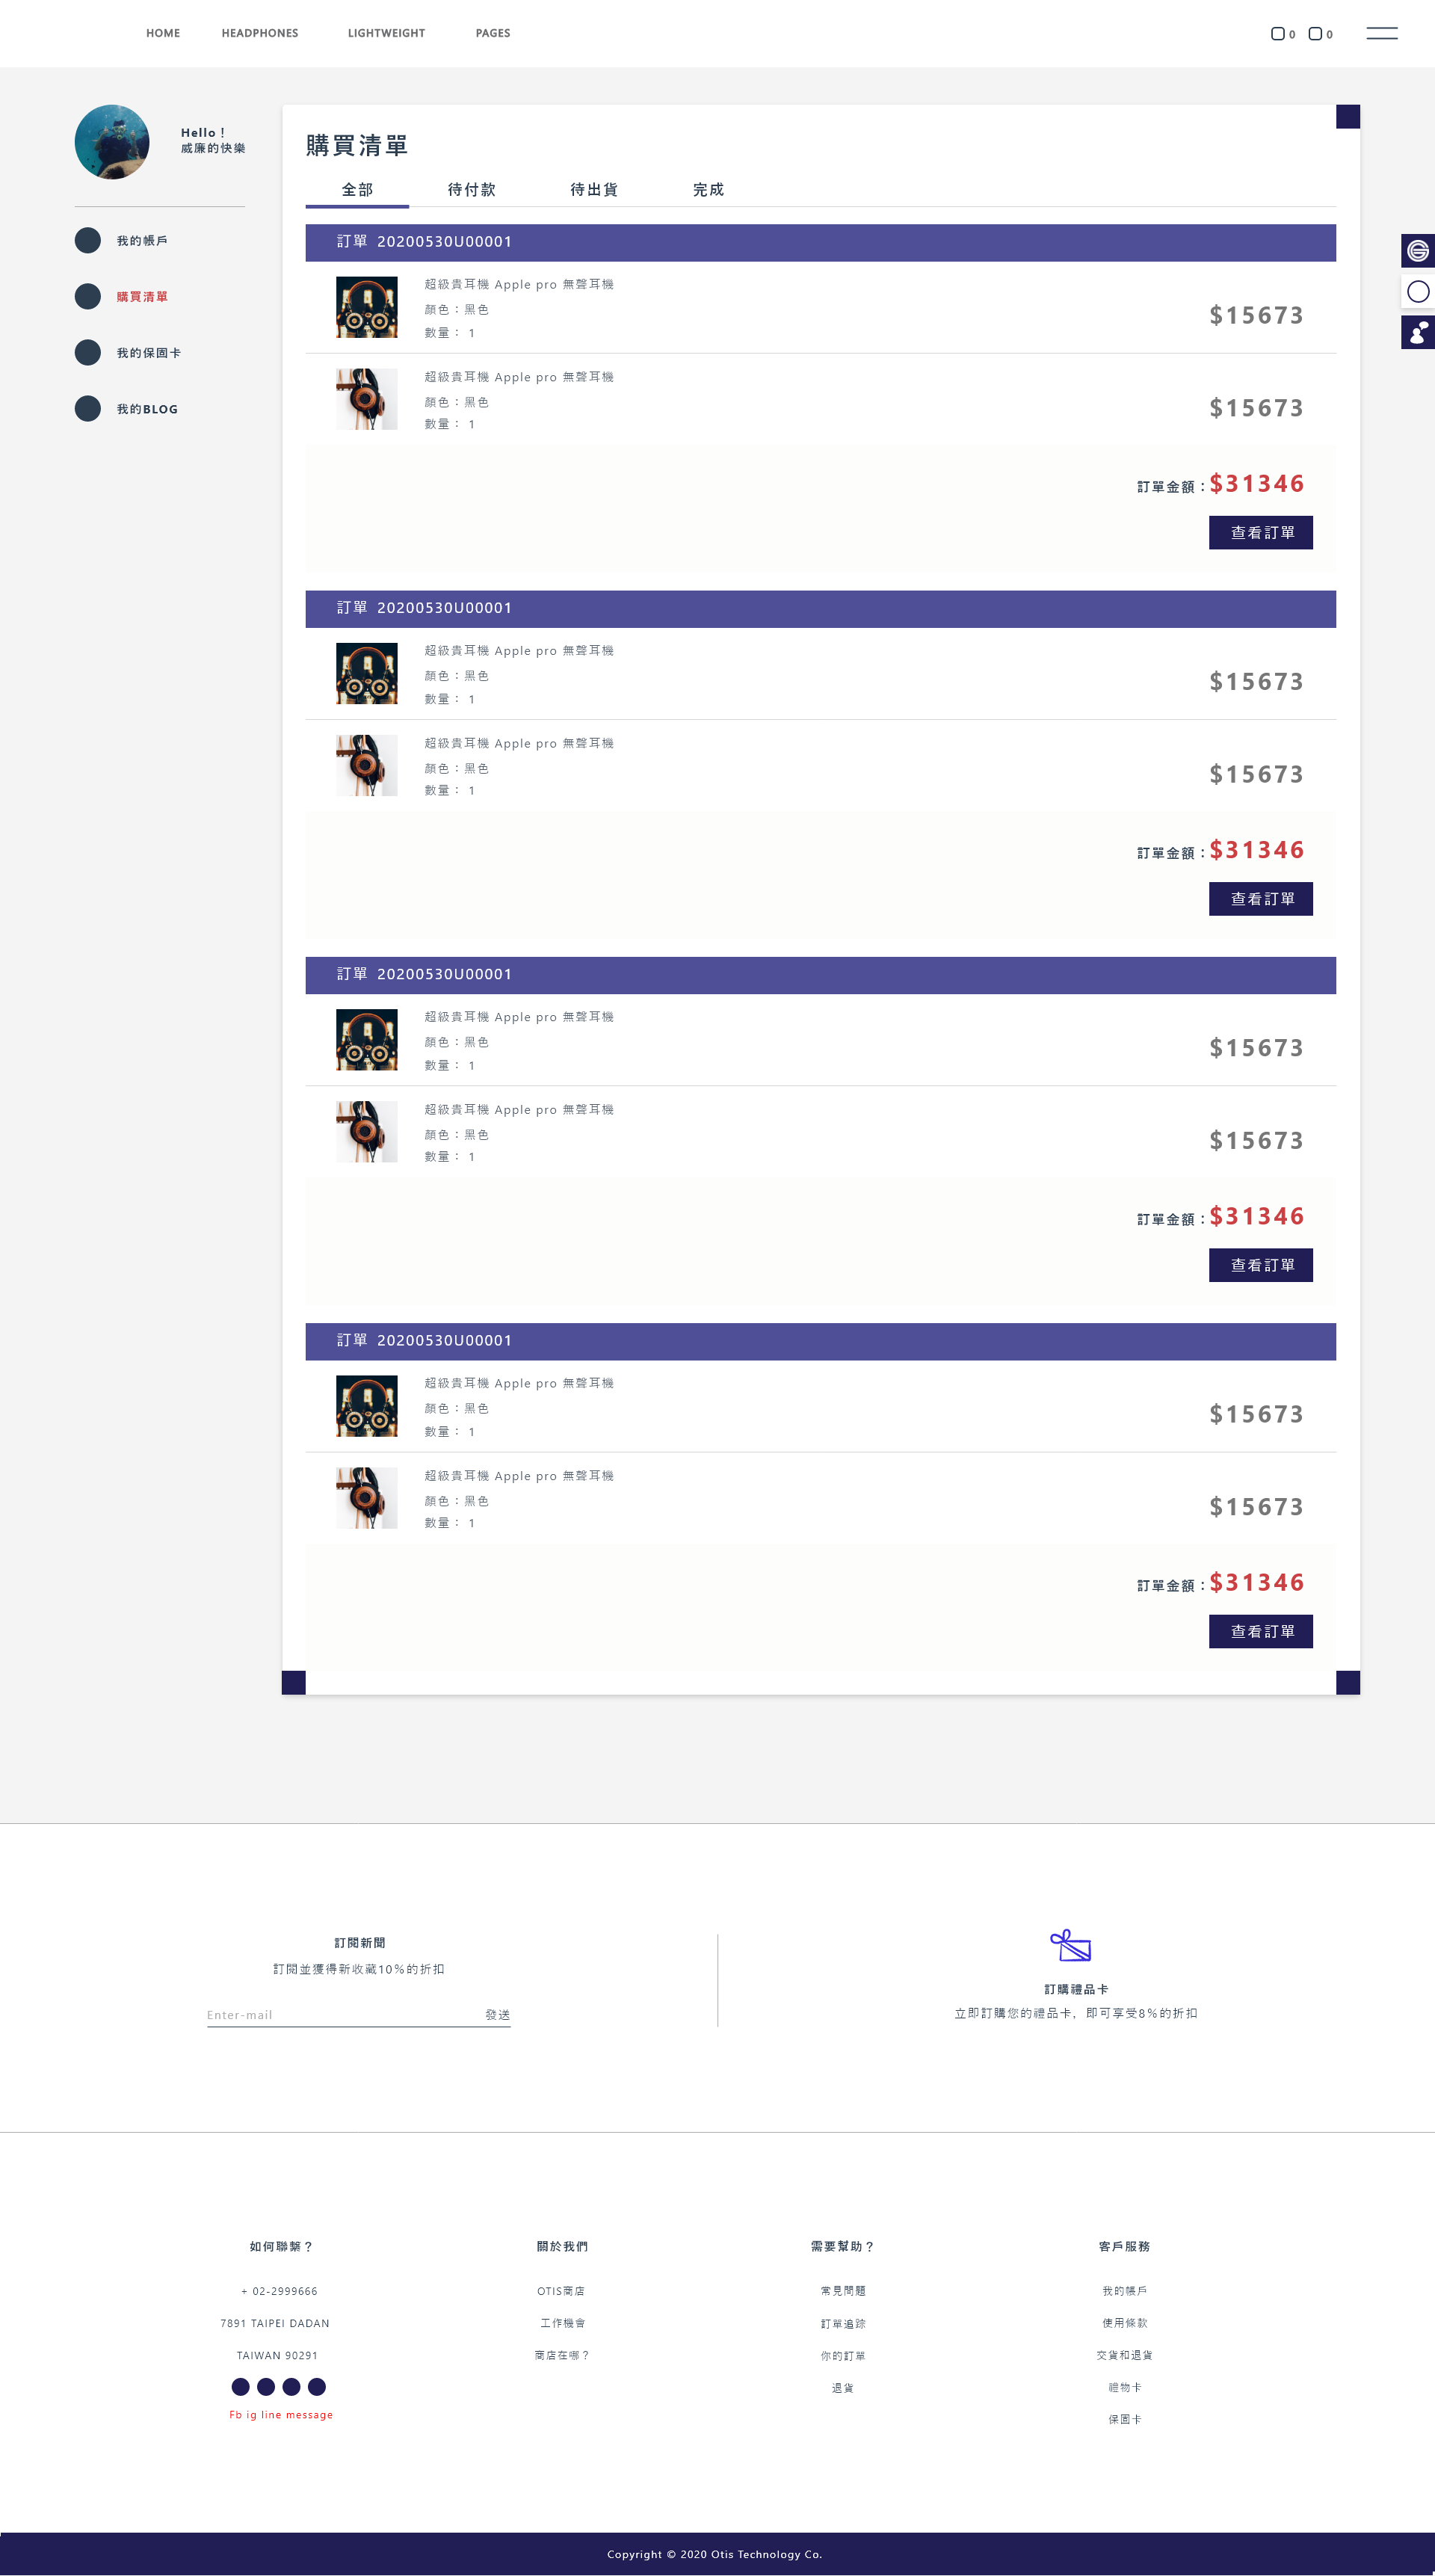 HOME HEADPHONES LIGHTWEIGHT PAGES 0 0
Hello！
威廉的快樂
我的帳戶
購買清單
我的保固卡
我的BLOG
購買清單
全部 待付款 待出貨 完成
訂單 20200530U00001
超級貴耳機 Apple pro 無聲耳機
顏色：黑色
數量： 1
$15673
超級貴耳機 Apple pro 無聲耳機
顏色：黑色
數量： 1
$15673
訂單金額：$31346
查看訂單
訂單 20200530U00001
超級貴耳機 Apple pro 無聲耳機
顏色：黑色
數量： 1
$15673
超級貴耳機 Apple pro 無聲耳機
顏色：黑色
數量： 1
$15673
訂單金額：$31346
查看訂單
訂單 20200530U00001
超級貴耳機 Apple pro 無聲耳機
顏色：黑色
數量： 1
$15673
超級貴耳機 Apple pro 無聲耳機
顏色：黑色
數量： 1
$15673
訂單金額：$31346
查看訂單
訂單 20200530U00001
超級貴耳機 Apple pro 無聲耳機
顏色：黑色
數量： 1
$15673
超級貴耳機 Apple pro 無聲耳機
顏色：黑色
數量： 1
$15673
訂單金額：$31346
查看訂單
訂閱新聞
訂閱並獲得新收藏10%的折扣
Enter-mail 發送
訂購禮品卡
立即訂購您的禮品卡，即可享受8%的折扣
如何聯繫？
+ 02-2999666
7891 TAIPEI DADAN
TAIWAN 90291
Fb ig line message
關於我們
OTIS商店
工作機會
商店在哪？
需要幫助？
常見問題
訂單追踪
你的訂單
退貨
客戶服務
我的帳戶
使用條款
交貨和退貨
禮物卡
保固卡
Copyright © 2020 Otis Technology Co.